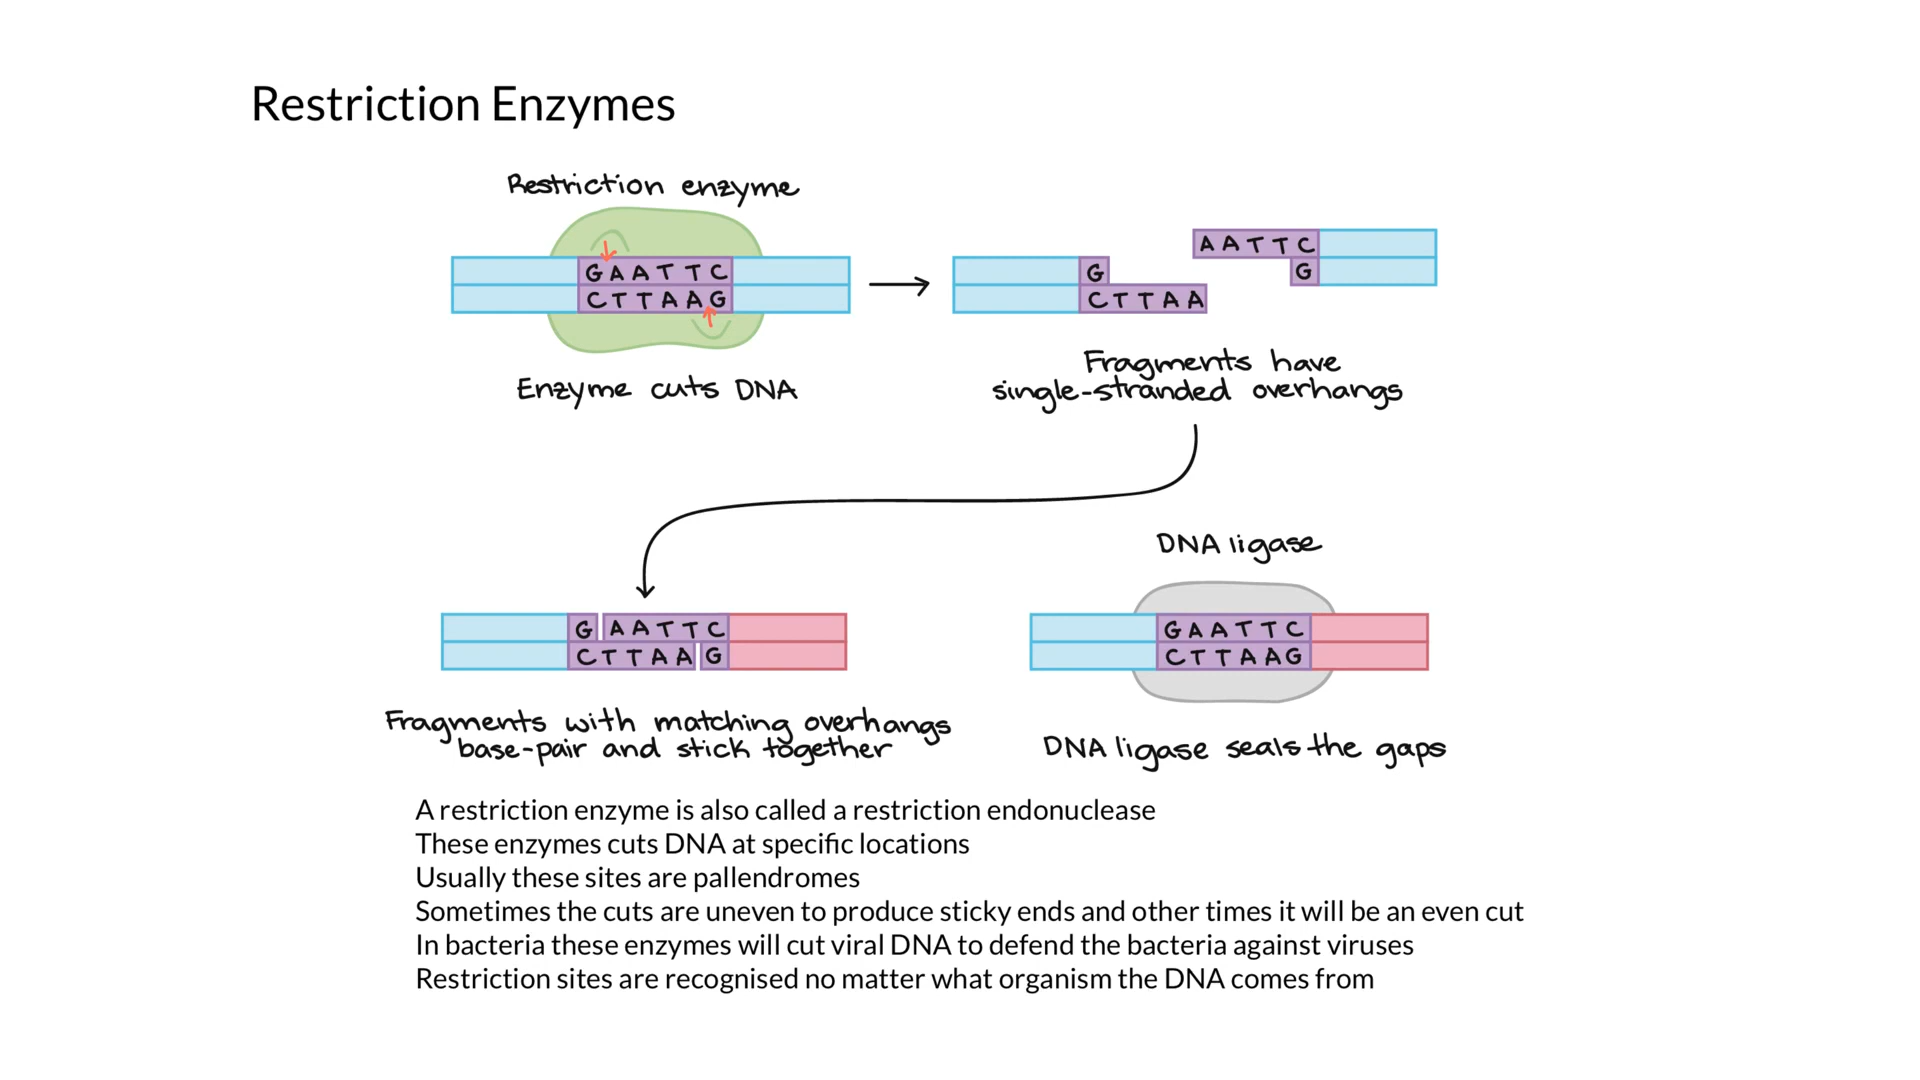 Restriction Enzymes
Restriction enzyme
GAATTC
CTTAAG
Enzyme cuts DNA
G
CTTAA
AATTC
G
Fragments have
single-stranded overhangs
G AATTC
CTTAA G
Fragments with matching overhangs
base-pair and stick together
DNA ligase
GAATTC
CTTAAG
DNA ligase seals the gaps
A restriction enzyme is also called a restriction endonuclease
These enzymes cuts DNA at specific locations
Usually these sites are pallendromes
Sometimes the cuts are uneven to produce sticky ends and other times it will be an even cut
In bacteria these enzymes will cut viral DNA to defend the bacteria against viruses
Restriction sites are recognised no matter what organism the DNA comes from